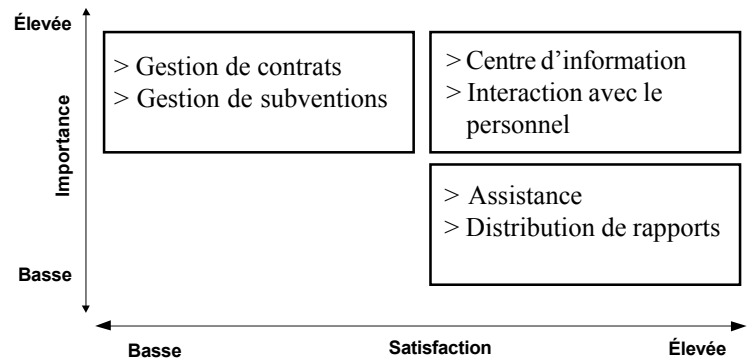 Élevée
> Gestion de contrats
> Gestion de subventions
> Centre d'information
> Interaction avec le
personnel
Importance
> Assistance
> Distribution de rapports
Basse
Basse
Satisfaction
Élevée